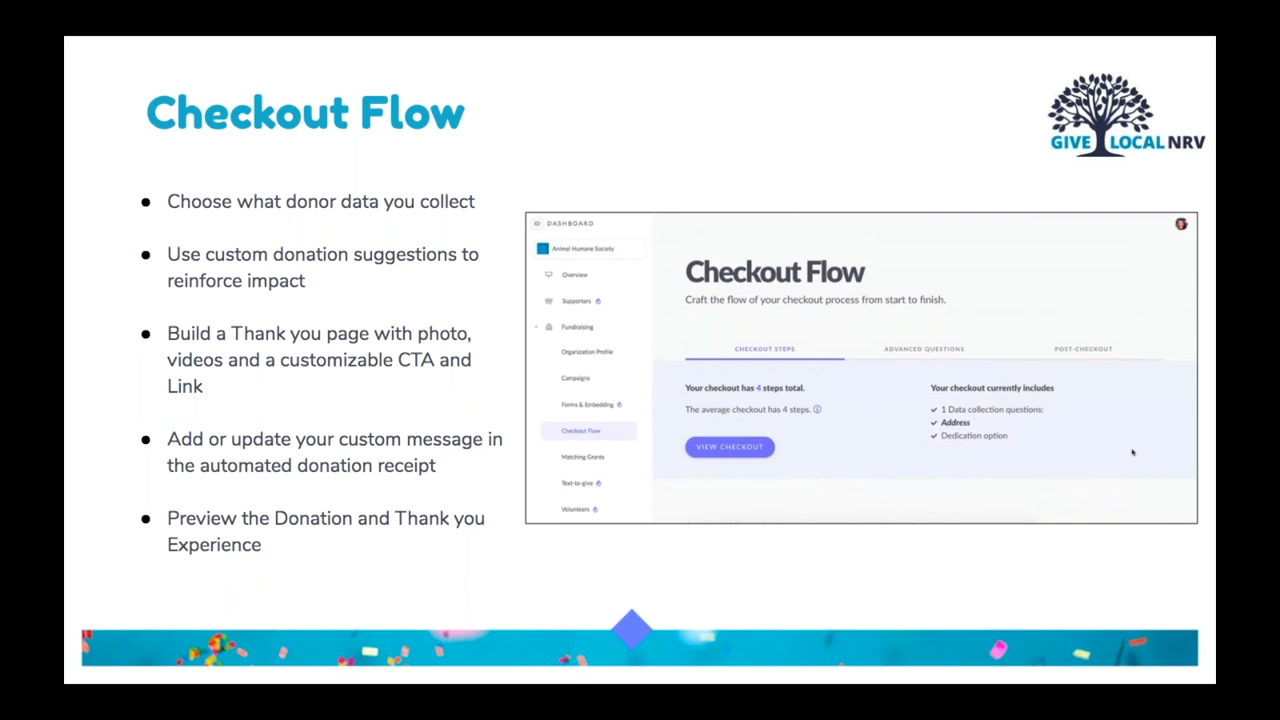 Checkout Flow
GIVE LOCAL NRV
● Choose what donor data you collect
● Use custom donation suggestions to
reinforce impact
● Build a Thank you page with photo,
videos and a customizable CTA and
Link
● Add or update your custom message in
the automated donation receipt
● Preview the Donation and Thank you
Experience
DASHBOARD
Animal Humane Society
Overview
Supporters
Fundraising
Organization Profile
Campaigns
Forms & Embedding
Checkout Flow
Matching Grants
Text-to-give
Volunteers
Checkout Flow
Craft the flow of your checkout process from start to finish.
CHECKOUT STEPS ADVANCED QUESTIONS POST-CHECKOUT
Your checkout has 4 steps total.
The average checkout has 4 steps.
VIEW CHECKOUT
Your checkout currently includes
✓ 1 Data collection questions:
✓ Address
✓ Dedication option